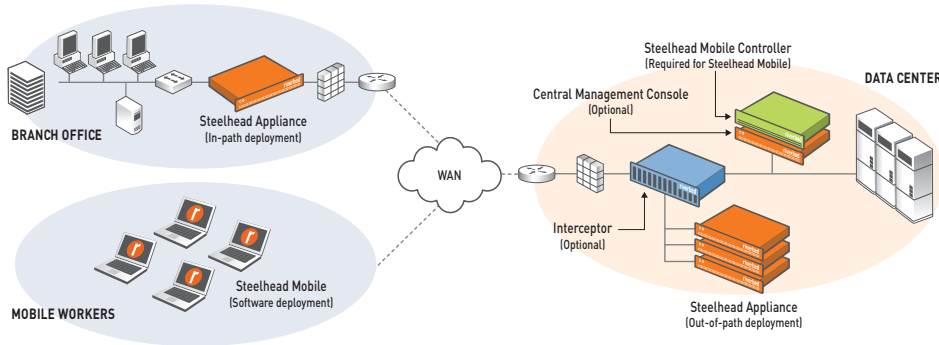 Steelhead Mobile Controller
(Required for Steelhead Mobile)
DATA CENTER
Central Management Console
(Optional)
Steelhead Appliance
(In-path deployment)
BRANCH OFFICE
WAN
Interceptor
(Optional)
Steelhead Mobile
(Software deployment)
MOBILE WORKERS
Steelhead Appliance
(Out-of-path deployment)